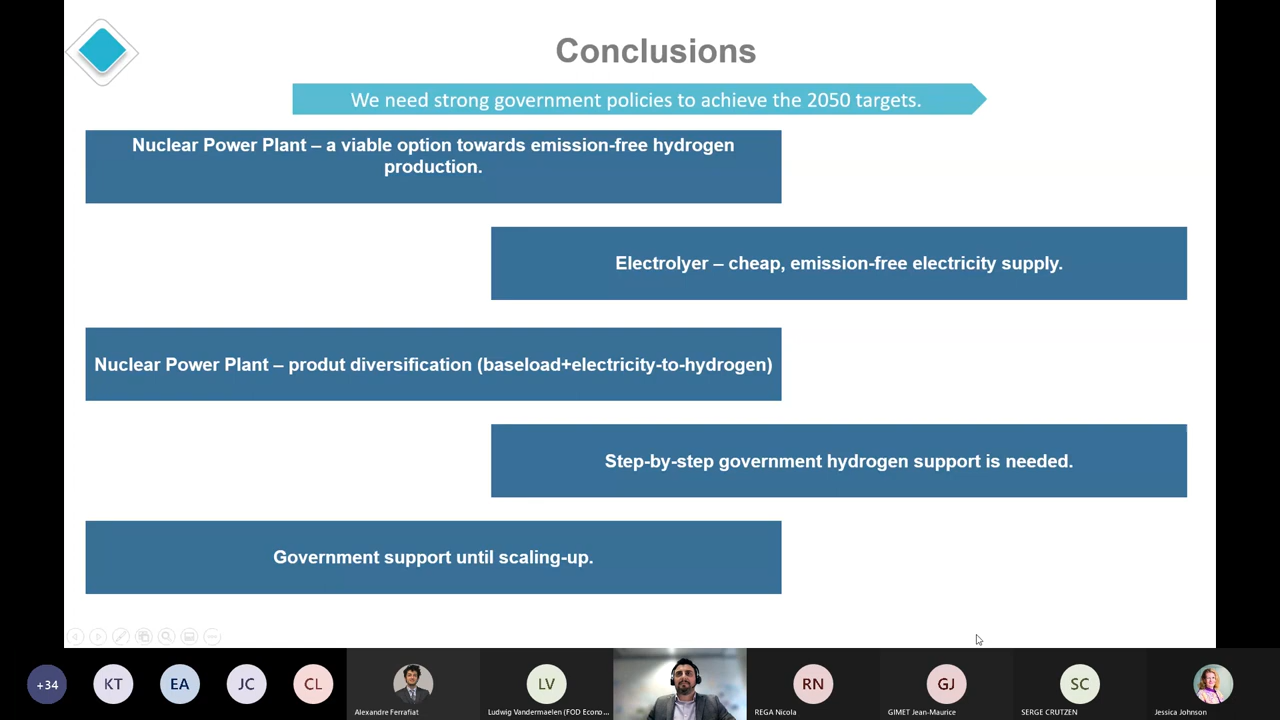 Conclusions
We need strong government policies to achieve the 2050 targets.
Nuclear Power Plant – a viable option towards emission-free hydrogen
production.
Electrolyer – cheap, emission-free electricity supply.
Nuclear Power Plant – produt diversification (baseload+electricity-to-hydrogen)
Step-by-step government hydrogen support is needed.
Government support until scaling-up.
+34
KT
EA
JC
CL
LV
RN
GJ
SC
Alexandre Ferrafiat
Ludwig Vandermaelen (FOD Econo...
REGA Nicola
GIMET Jean-Maurice
SERGE CRUTZEN
Jessica Johnson